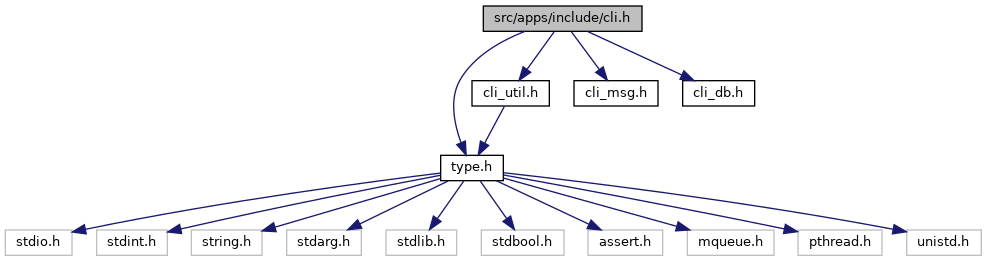 src/apps/include/cli.h
cli_util.h
cli_msg.h
cli_db.h
type.h
stdio.h
stdint.h
string.h
stdarg.h
stdlib.h
stdbool.h
assert.h
mqueue.h
pthread.h
unistd.h